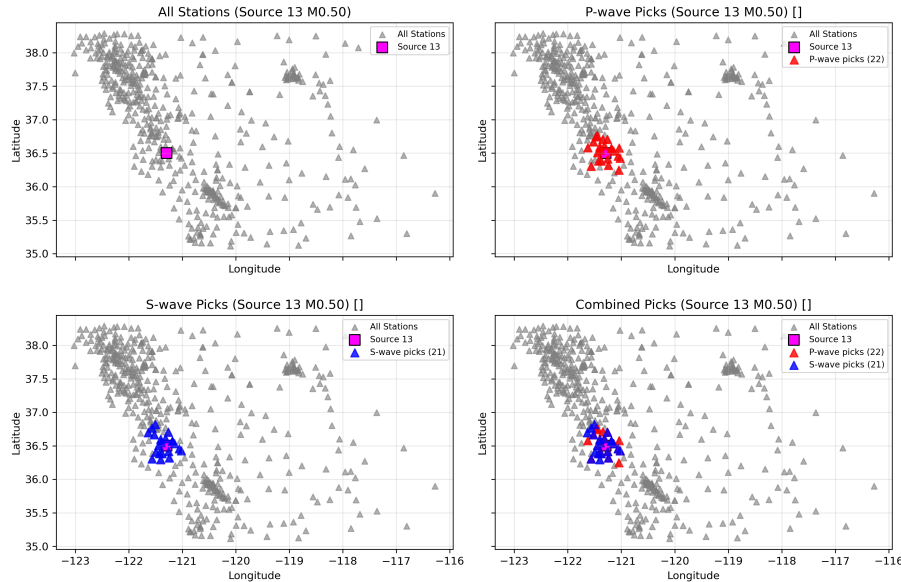 All Stations (Source 13 M0.50)
38.0
37.5
37.0
36.5
36.0
35.5
35.0
Latitude
Longitude
All Stations
Source 13
P-wave Picks (Source 13 M0.50) []
Latitude
Longitude
All Stations
Source 13
P-wave picks (22)
S-wave Picks (Source 13 M0.50) []
38.0
37.5
37.0
36.5
36.0
35.5
35.0
Latitude
−123 −122 −121 −120 −119 −118 −117 −116
Longitude
All Stations
Source 13
S-wave picks (21)
Combined Picks (Source 13 M0.50) []
Latitude
−123 −122 −121 −120 −119 −118 −117 −116
Longitude
All Stations
Source 13
P-wave picks (22)
S-wave picks (21)